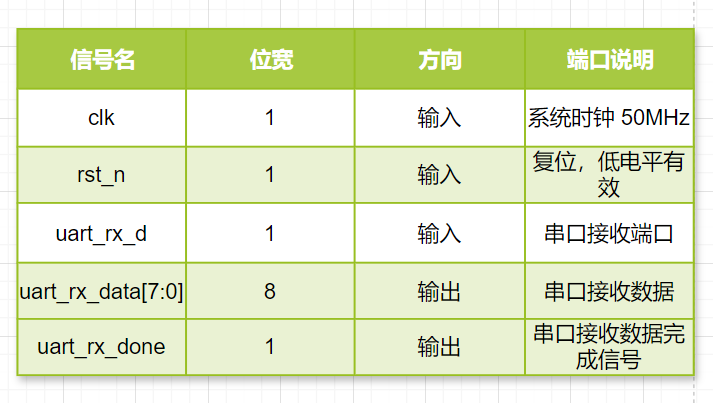 信号名 位宽 方向 端口说明
clk 1 输入 系统时钟 50MHz
rst_n 1 输入 复位，低电平有
效
uart_rx_d 1 输入 串口接收端口
uart_rx_data[7:0] 8 输出 串口接收数据
uart_rx_done 1 输出 串口接收数据完
成信号